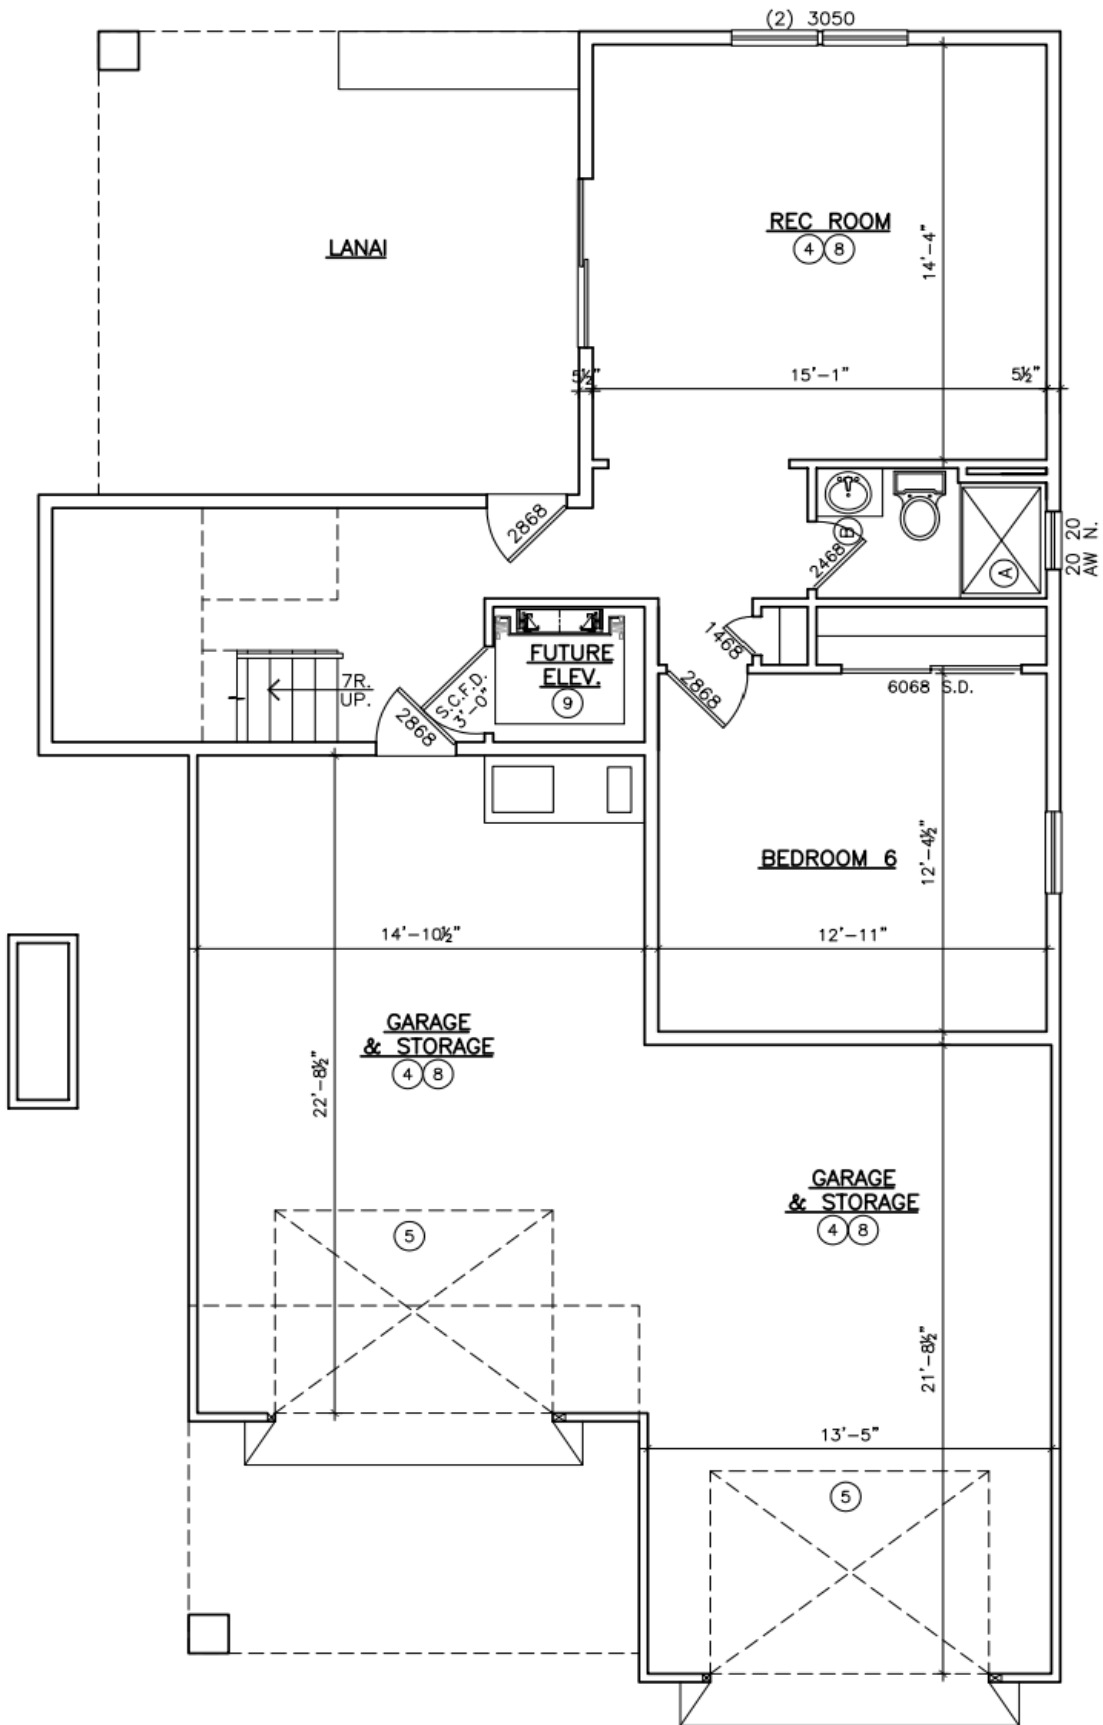 (2) 3050
REC ROOM
4 8
14'-4"
LANAI
5½"
15'-1"
5½"
2868
B
2468
A
20 20
AW N.
1468
FUTURE
ELEV.
9
S.C.F.D.
3'-0"
7R.
UP.
2868
2868
6068 S.D.
BEDROOM 6
12'-4½"
14'-10½"
12'-11"
GARAGE
& STORAGE
4 8
22'-8½"
GARAGE
& STORAGE
4 8
5
21'-8½"
13'-5"
5